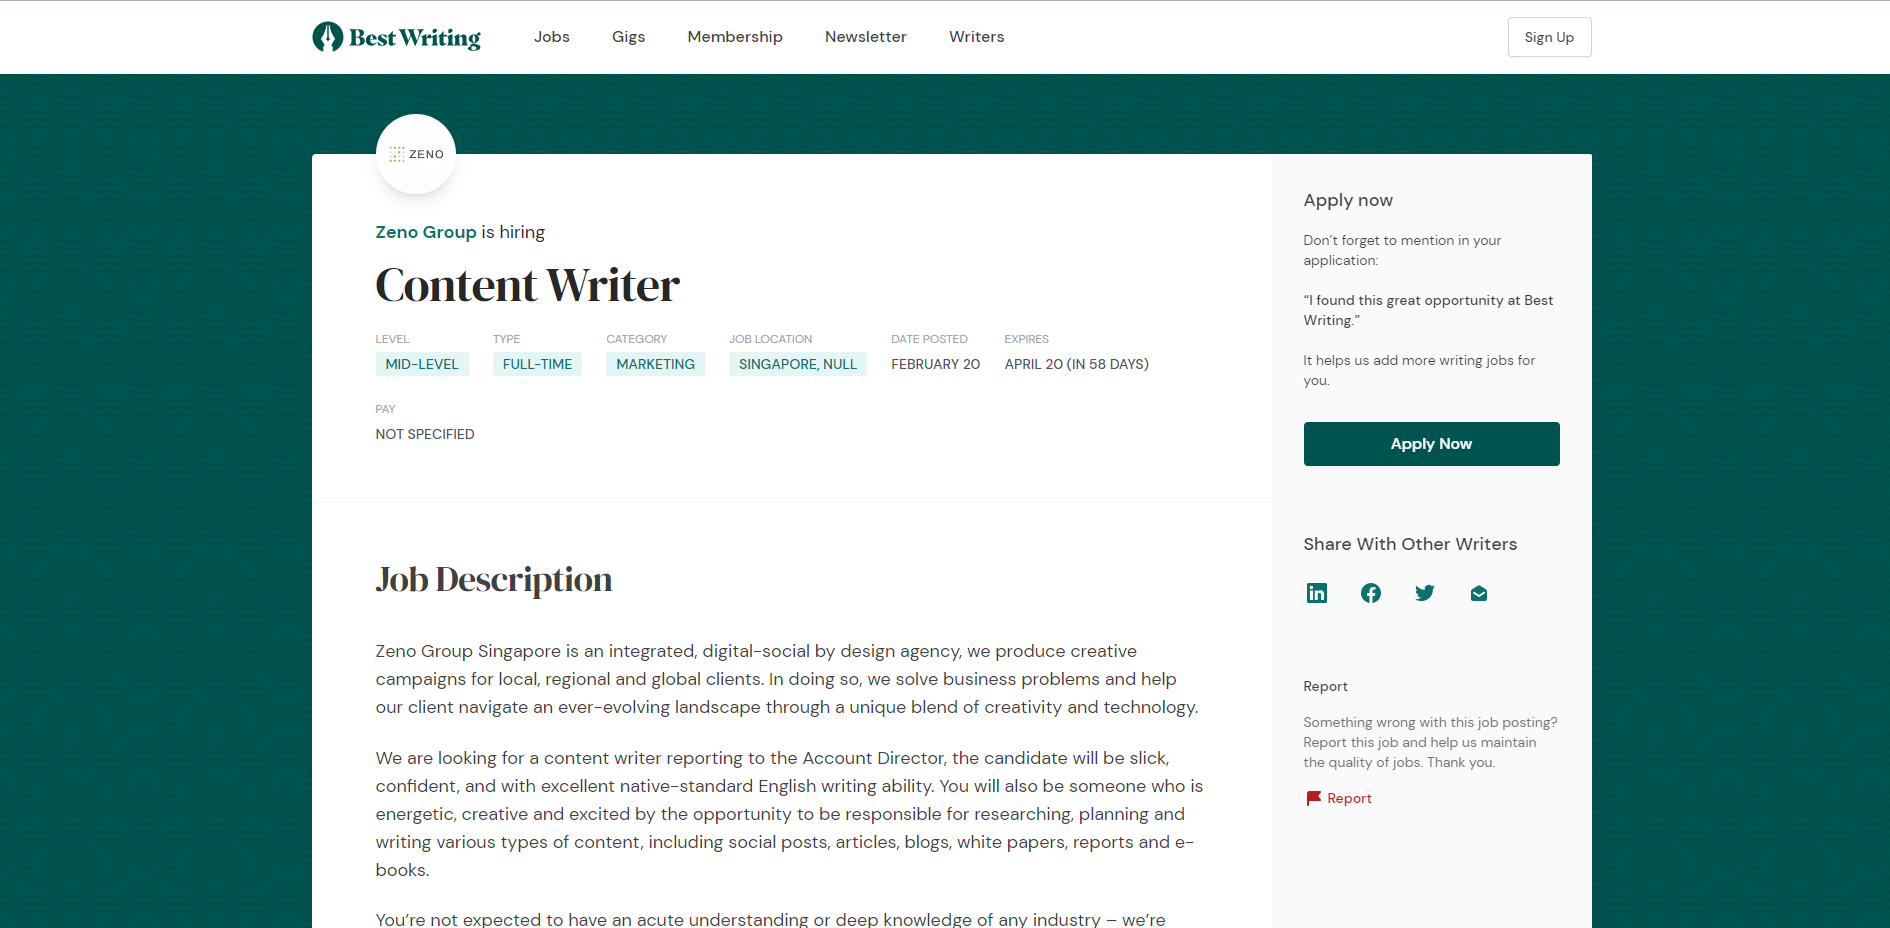 Best Writing
Jobs
Gigs
Membership
Newsletter
Writers
Sign Up
ZENO
Zeno Group is hiring
Content Writer
LEVEL
MID-LEVEL
TYPE
FULL-TIME
CATEGORY
MARKETING
JOB LOCATION
SINGAPORE, NULL
DATE POSTED
FEBRUARY 20
EXPIRES
APRIL 20 (IN 58 DAYS)
PAY
NOT SPECIFIED
Job Description
Zeno Group Singapore is an integrated, digital-social by design agency, we produce creative
campaigns for local, regional and global clients. In doing so, we solve business problems and help
our client navigate an ever-evolving landscape through a unique blend of creativity and technology.
We are looking for a content writer reporting to the Account Director, the candidate will be slick,
confident, and with excellent native-standard English writing ability. You will also be someone who is
energetic, creative and excited by the opportunity to be responsible for researching, planning and
writing various types of content, including social posts, articles, blogs, white papers, reports and e-
books.
You’re not expected to have an acute understanding or deep knowledge of any industry – we’re
Apply now
Don’t forget to mention in your
application:
“I found this great opportunity at Best
Writing.”
It helps us add more writing jobs for
you.
Apply Now
Share With Other Writers
Report
Something wrong with this job posting?
Report this job and help us maintain
the quality of jobs. Thank you.
Report